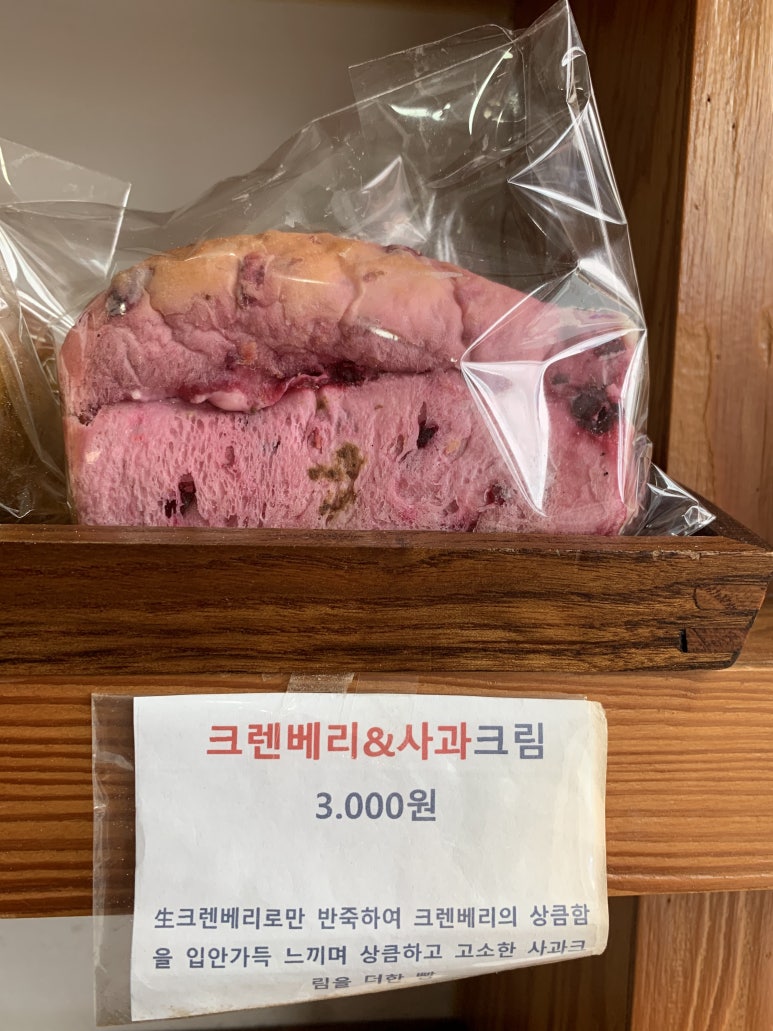 크렌베리&사과크림
3.000원
生크렌베리로만 반죽하여 크렌베리의 상큼함
을 입안가득 느끼며 상큼하고 고소한 사과크
림을 더한 빵